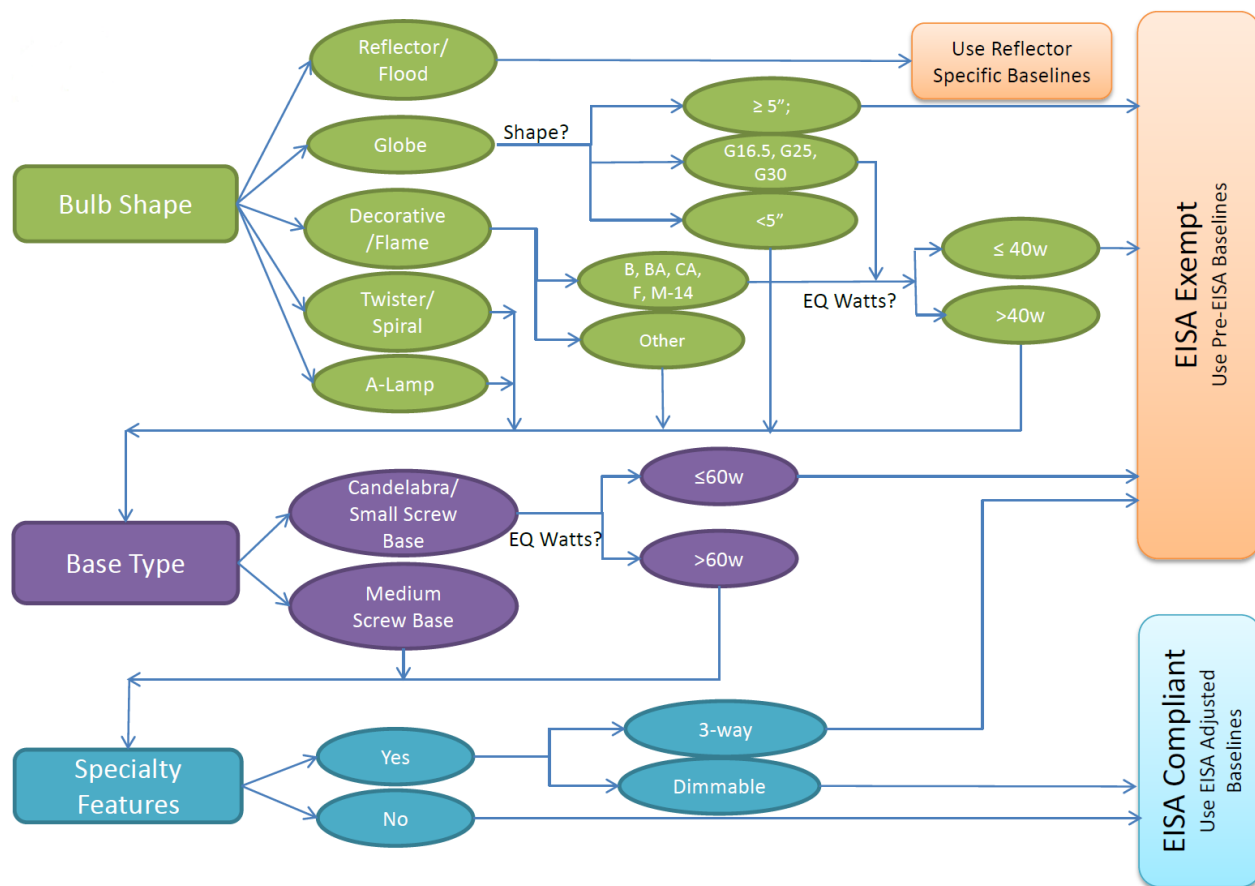 Reflector/
Flood
Use Reflector
Specific Baselines
≥ 5”;
Shape?
Globe
G16.5, G25,
G30
Bulb Shape
Decorative
/Flame
<5”
≤ 40w
B, BA, CA,
F, M-14
EQ Watts?
Twister/
Spiral
>40w
Other
A-Lamp
EISA Exempt
Use Pre-EISA Baselines
≤60w
Candelabra/
Small Screw
Base
EQ Watts?
Base Type
>60w
Medium
Screw Base
EISA Compliant
Use EISA Adjusted
Baselines
3-way
Yes
Specialty
Features
Dimmable
No